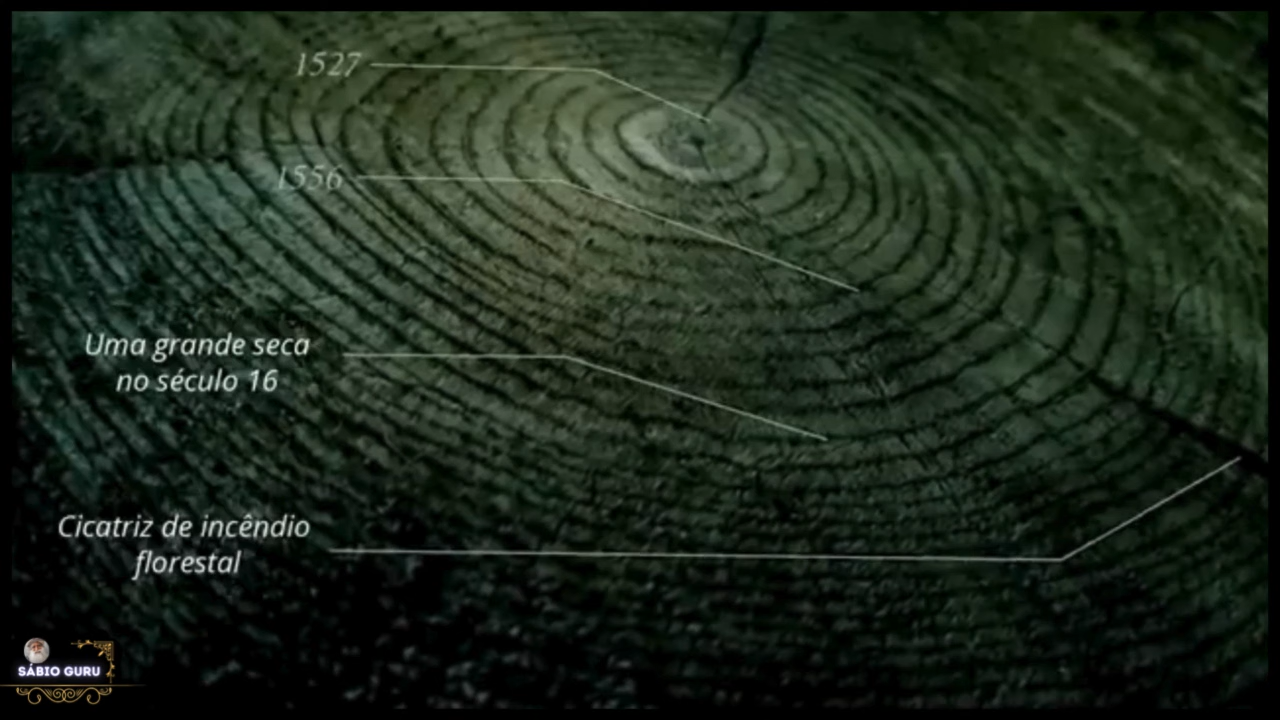 1527
1556
Uma grande seca
no século 16
Cicatriz de incêndio
florestal
SÁBIO GURU